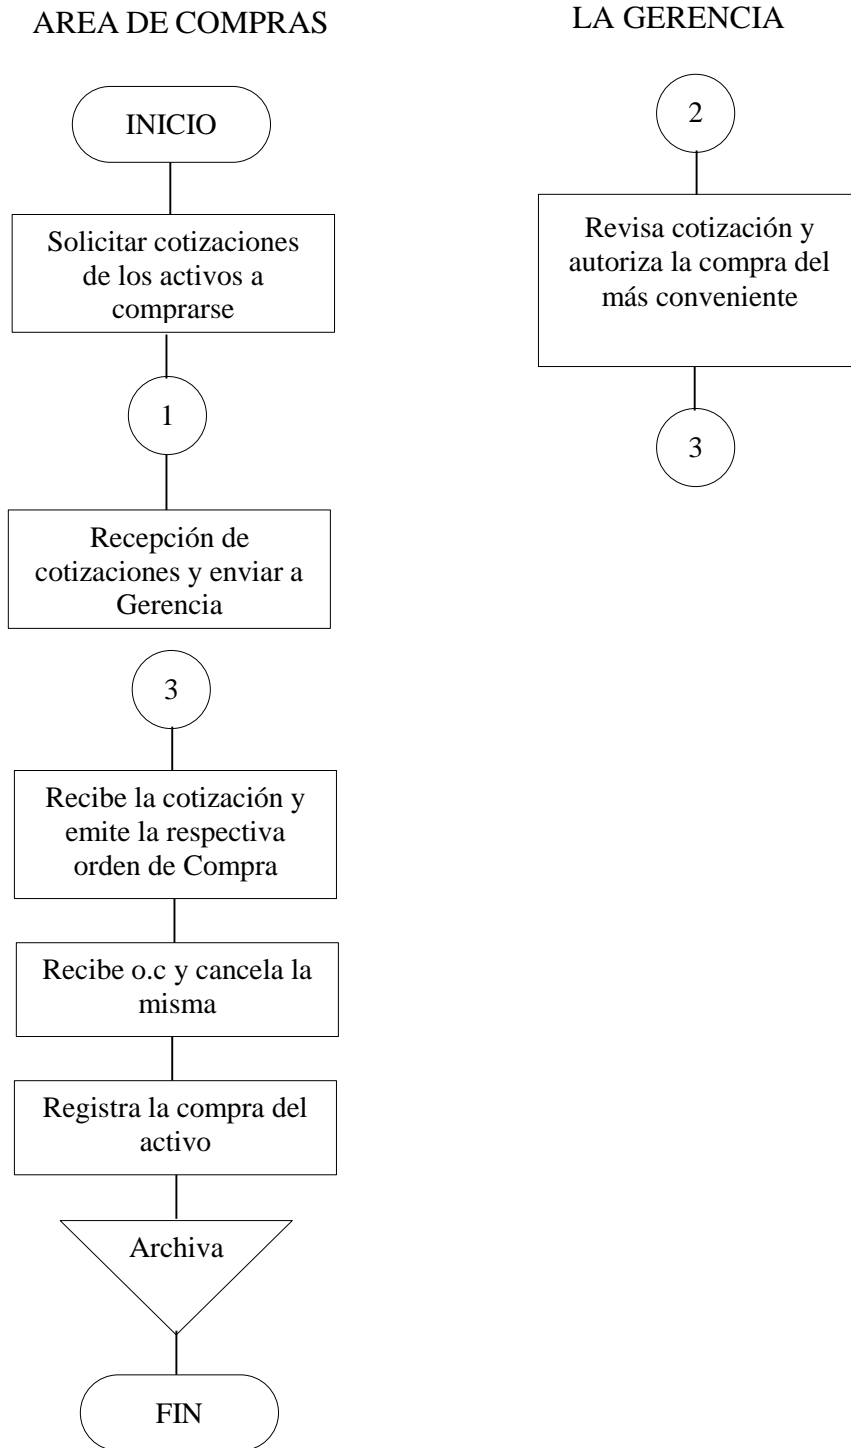 AREA DE COMPRAS
INICIO
Solicitar cotizaciones
de los activos a
comprarse
1
Recepción de
cotizaciones y enviar a
Gerencia
3
Recibe la cotización y
emite la respectiva
orden de Compra
Recibe o.c y cancela la
misma
Registra la compra del
activo
Archiva
FIN
LA GERENCIA
2
Revisa cotización y
autoriza la compra del
más conveniente
3